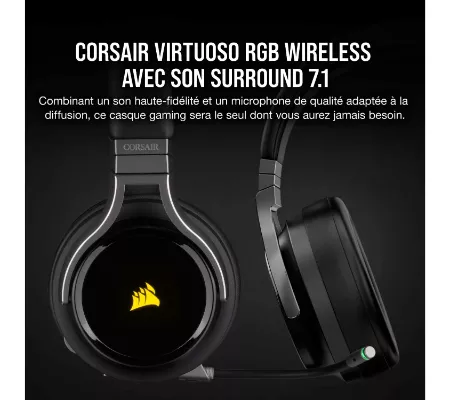 CORSAIR VIRTUOSO RGB WIRELESS
AVEC SON SURROUND 7.1
Combinant un son haute-fidélité et un microphone de qualité adaptée à la
diffusion, ce casque gaming sera le seul dont vous aurez jamais besoin.
CORSAIR